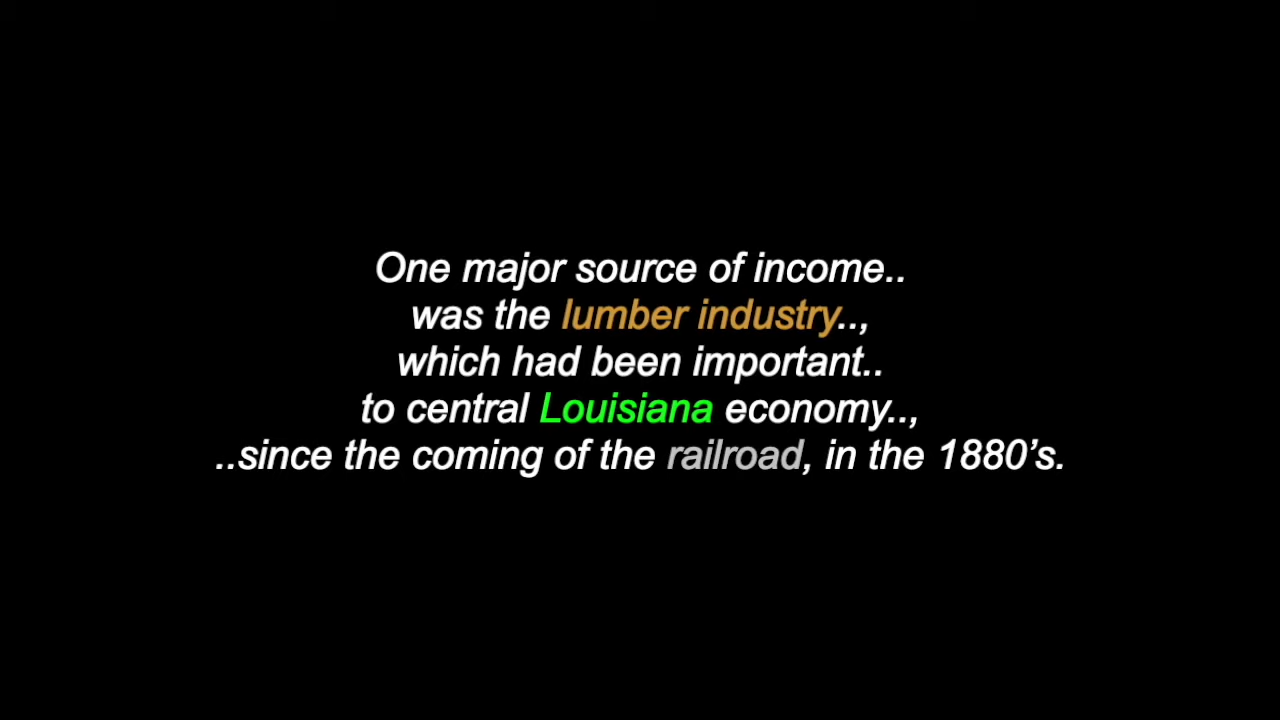 One major source of income..
was the lumber industry..,
which had been important..
to central Louisiana economy..,
..since the coming of the railroad, in the 1880’s.